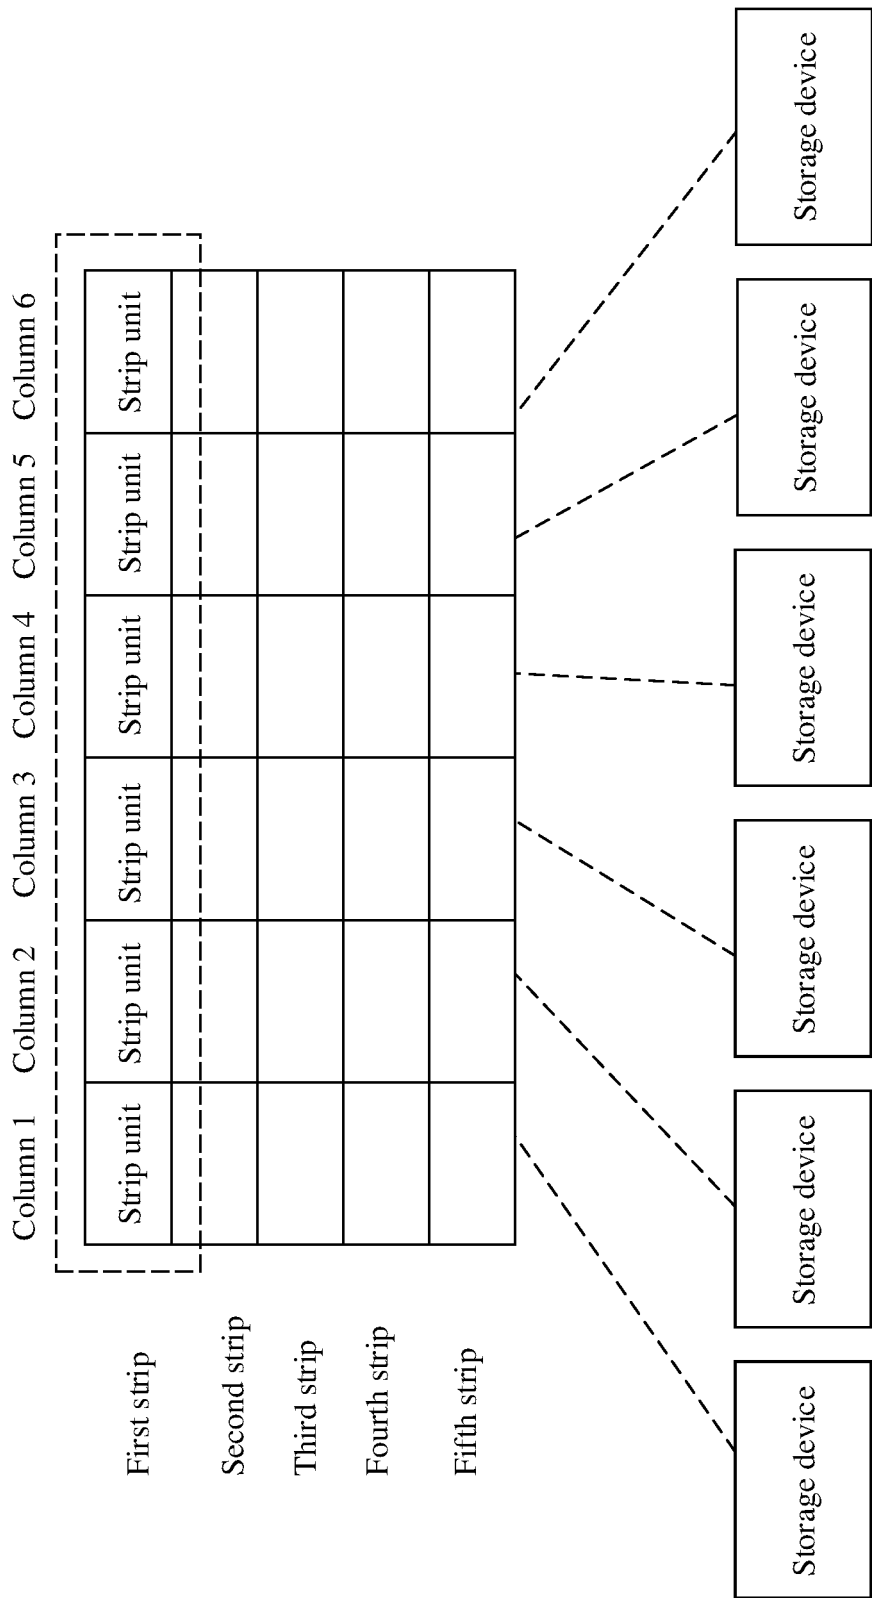 Column 1
Column 2
Column 3
Column 4
Column 5
Column 6
First strip
Strip unit
Strip unit
Strip unit
Strip unit
Strip unit
Strip unit
Second strip
Third strip
Fourth strip
Fifth strip
Storage device
Storage device
Storage device
Storage device
Storage device
Storage device